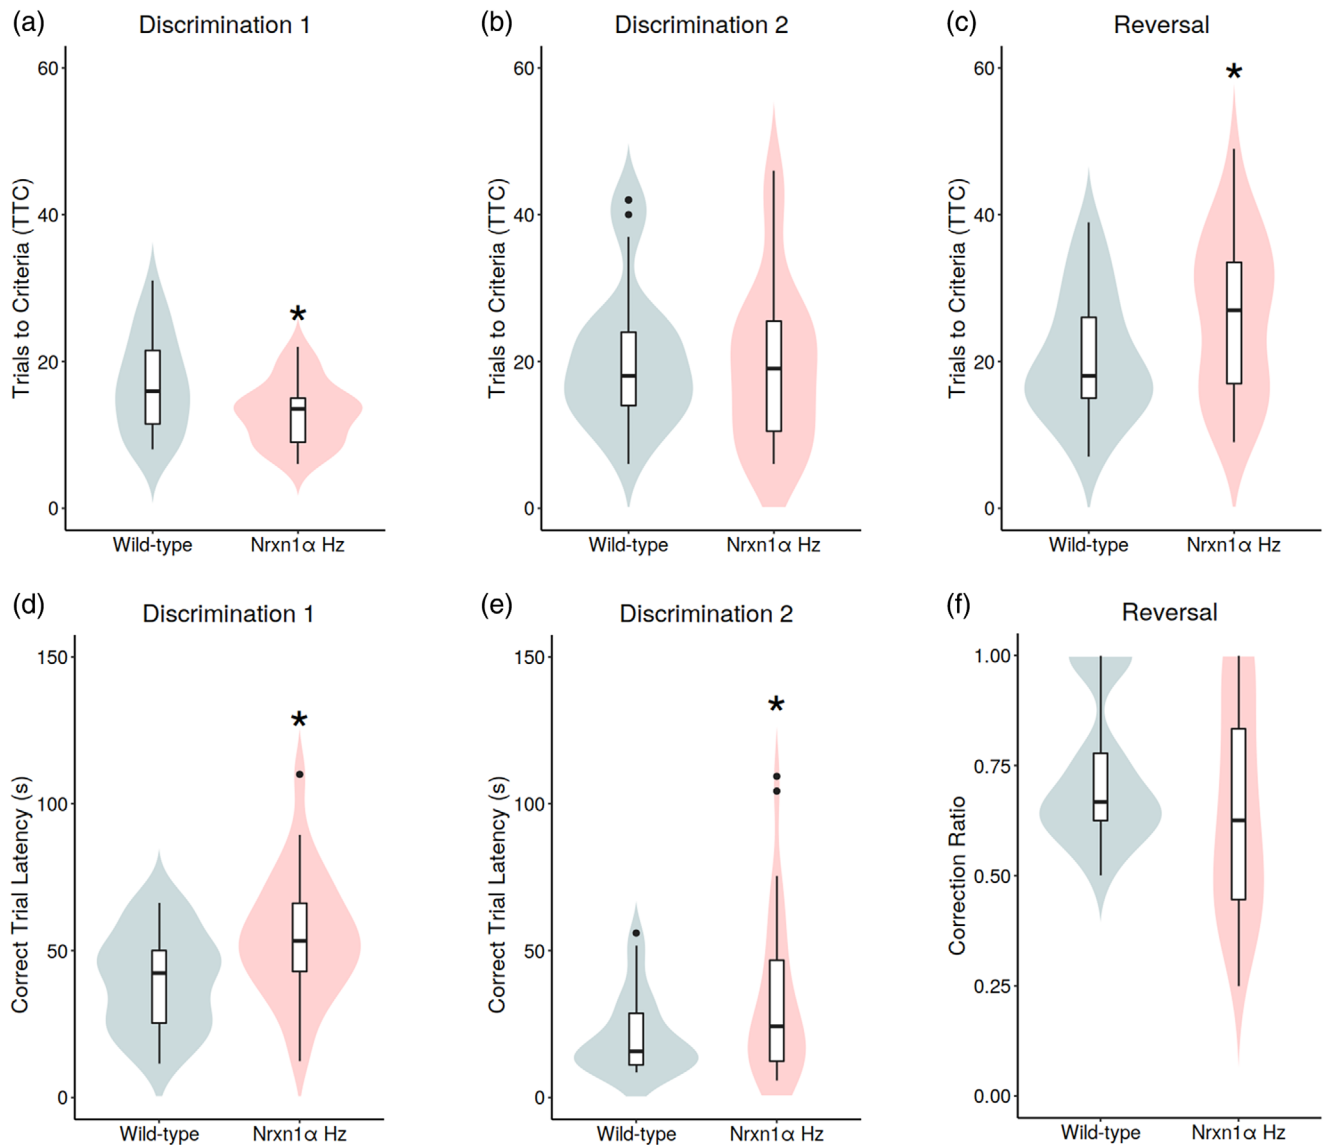 (a)
Discrimination 1
(b)
Discrimination 2
(c)
Reversal
Trials to Criteria (TTC)
60
40
20
0
Wild-type
Nrxn1α Hz
Trials to Criteria (TTC)
60
40
20
0
Wild-type
Nrxn1α Hz
Trials to Criteria (TTC)
60
40
20
0
Wild-type
Nrxn1α Hz
*
*
(d)
Discrimination 1
(e)
Discrimination 2
(f)
Reversal
Correct Trial Latency (s)
150
100
50
0
Wild-type
Nrxn1α Hz
Correct Trial Latency (s)
150
100
50
0
Wild-type
Nrxn1α Hz
Correction Ratio
1.00
0.75
0.50
0.25
0.00
Wild-type
Nrxn1α Hz
*
*